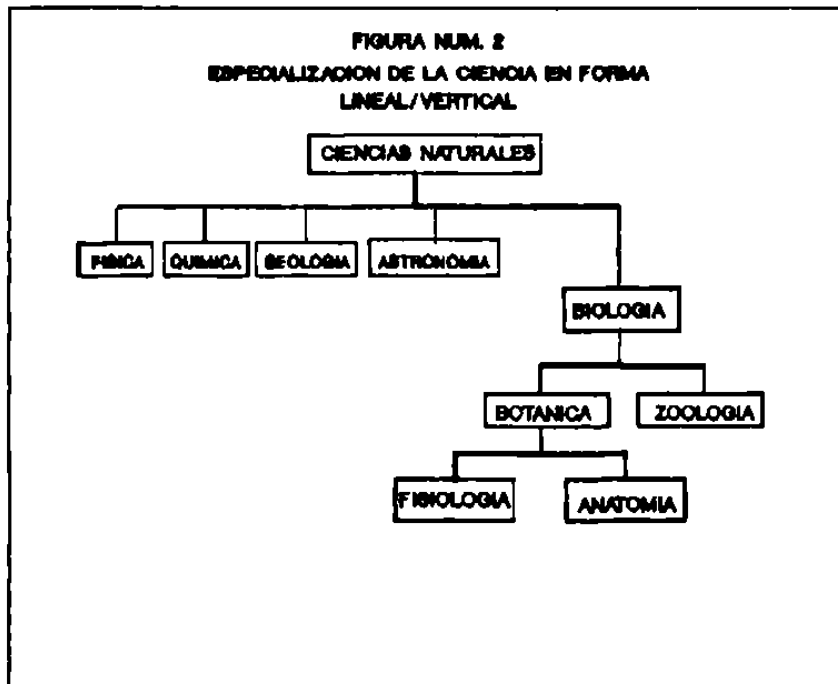 FIGURA NUM. 2
ESPECIALIZACION DE LA CIENCIA EN FORMA
LINEAL/VERTICAL
CIENCIAS NATURALES
FISICA QUIMICA GEOLOGIA ASTRONOMIA
BIOLOGIA
BOTANICA ZOOLOGIA
FISIOLOGIA ANATOMIA